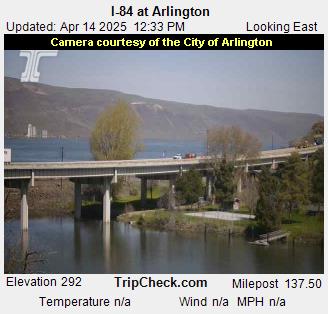 I-84 at Arlington
Updated: Apr 14 2025 12:33 PM Looking East
Camera courtesy of the City of Arlington
Elevation 292 TripCheck.com Milepost 137.50
Temperature n/a Wind n/a MPH n/a